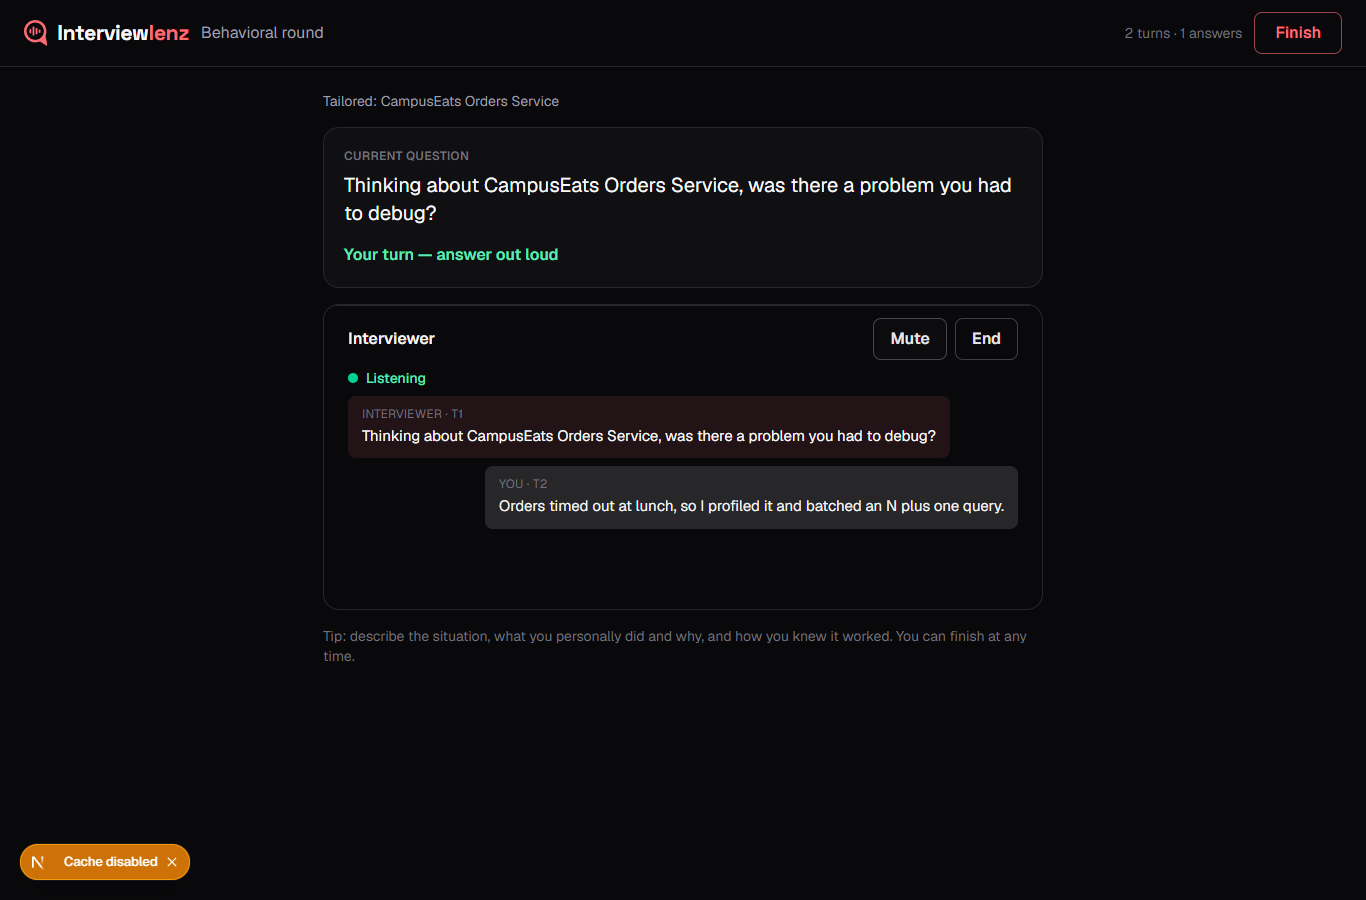 Interviewlenz Behavioral round
2 turns · 1 answers
Finish
Tailored: CampusEats Orders Service
CURRENT QUESTION
Thinking about CampusEats Orders Service, was there a problem you had
to debug?
Your turn — answer out loud
Interviewer
Mute
End
Listening
INTERVIEWER · T1
Thinking about CampusEats Orders Service, was there a problem you had to debug?
YOU · T2
Orders timed out at lunch, so I profiled it and batched an N plus one query.
Tip: describe the situation, what you personally did and why, and how you knew it worked. You can finish at any
time.
Cache disabled